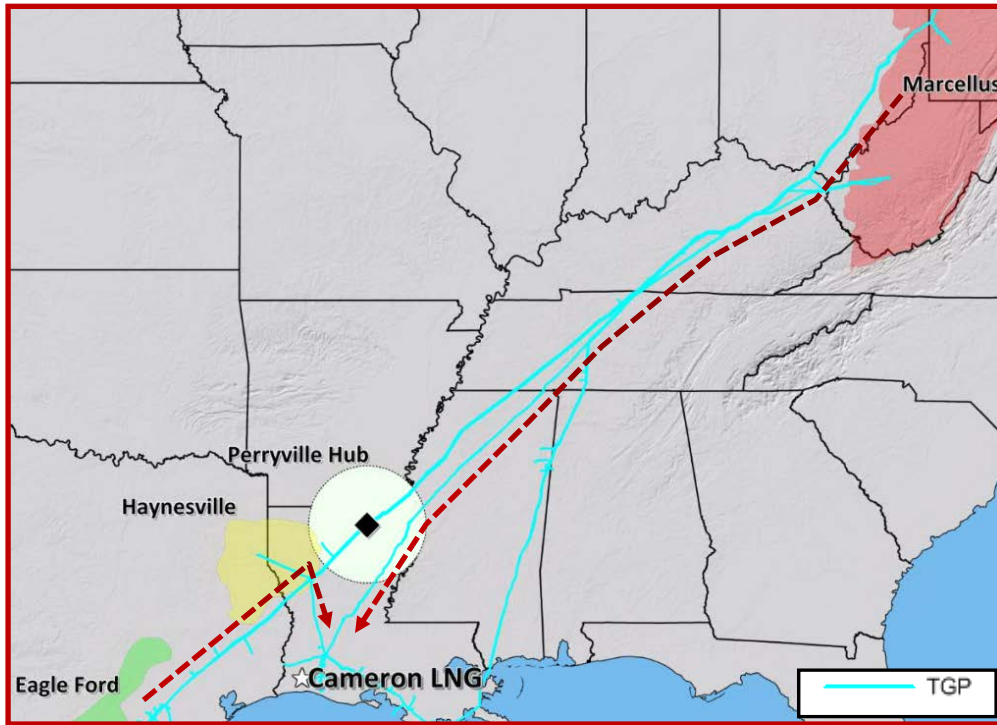 Marcellus
Perryville Hub
Haynesville
Eagle Ford
Cameron LNG
TGP